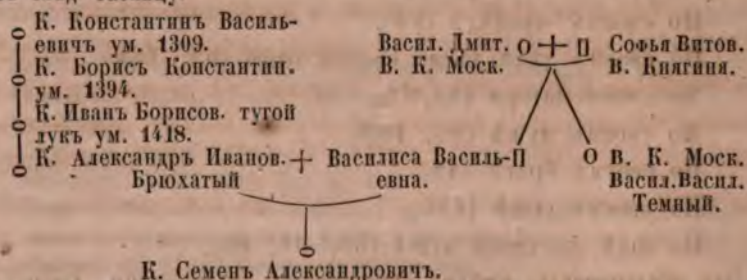 К. Константинъ Василь-
евичъ ум. 1309.
К. Борисъ Константин.
ум. 1394.
К. Иванъ Борисов. тугой
лукъ ум. 1418.
К. Александръ Иванов.
Брюхатый
Васил. Дмит.
В. К. Моск.
Софья Витов.
В. Княгиня.
Василиса Василь-
евна.
В. К. Моск.
Васил. Васил.
Темный.
К. Семенъ Александровичъ.